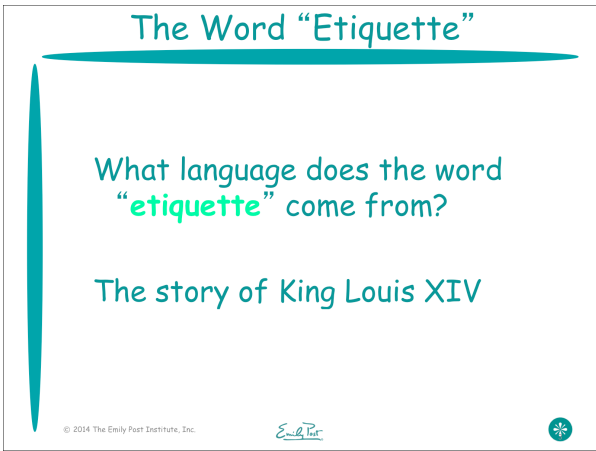 The Word “Etiquette”
What language does the word
“etiquette” come from?
The story of King Louis XIV
© 2014 The Emily Post Institute, Inc.
Emily Post